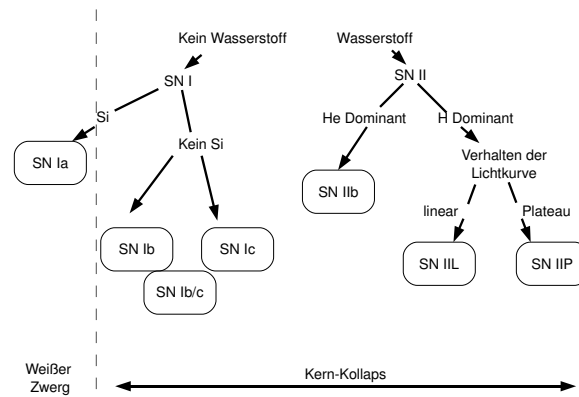 Kein Wasserstoff
Wasserstoff
SN I
SN II
Si
He Dominant
H Dominant
Kein Si
SN Ia
Verhalten der
Lichtkurve
SN IIb
linear
Plateau
SN Ib
SN Ic
SN Ib/c
SN IIL
SN IIP
Weißer
Zwerg
Kern-Kollaps